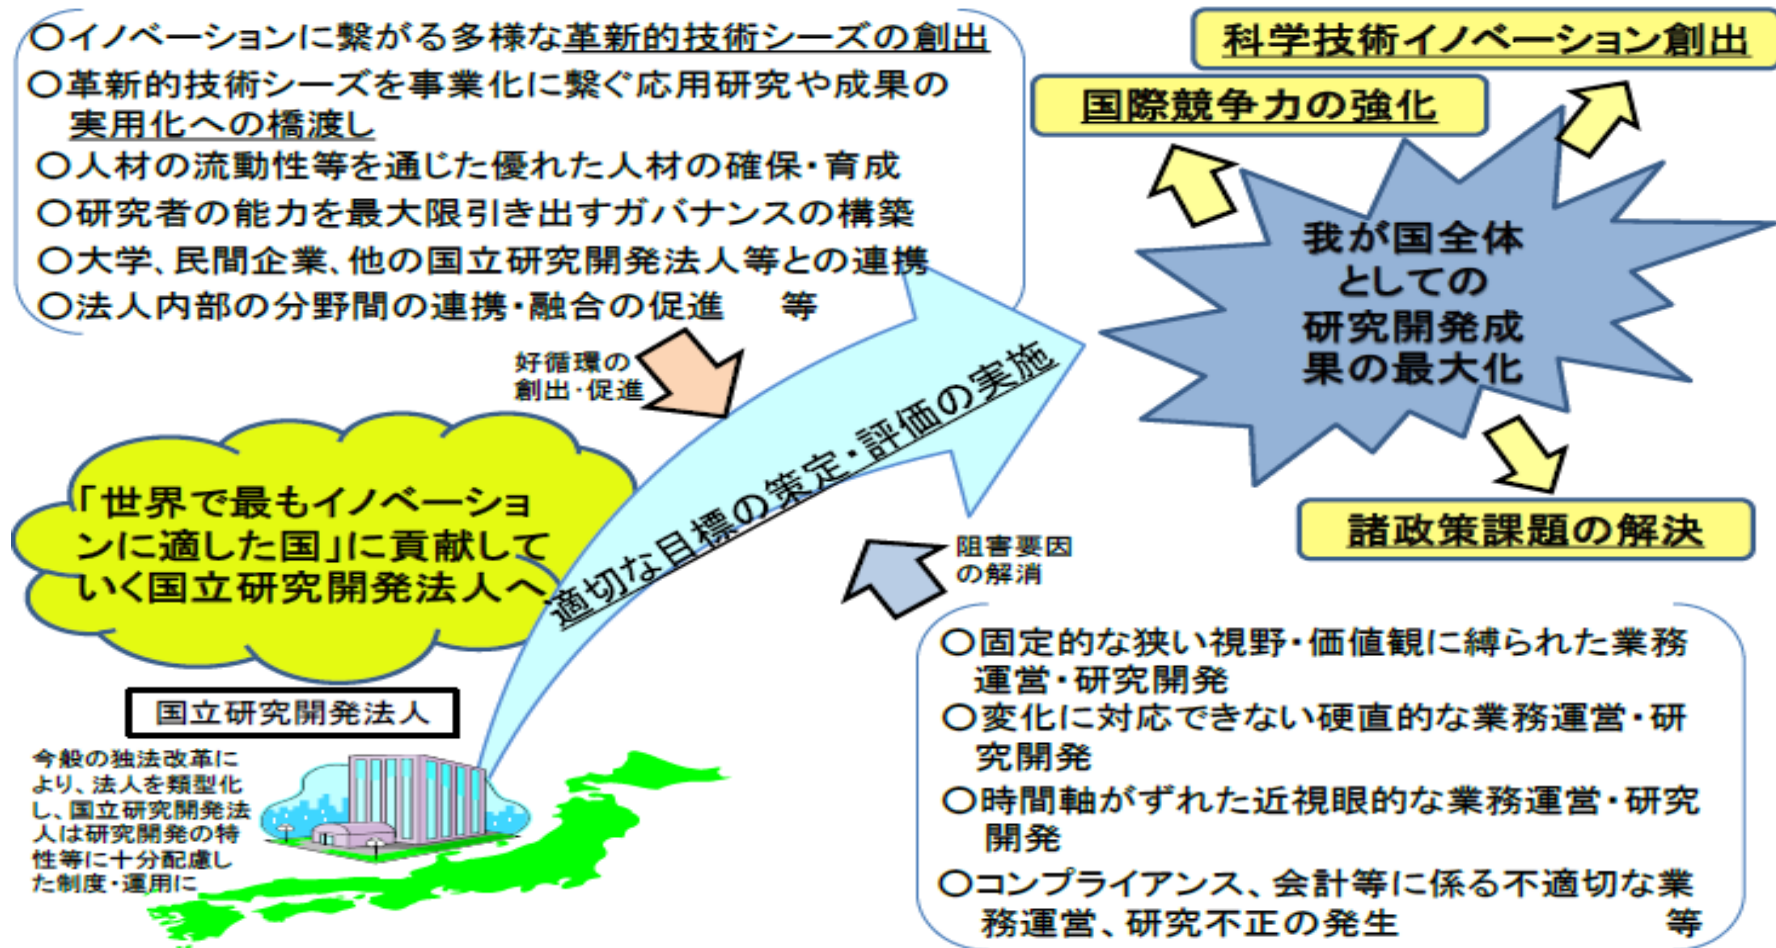 ○イノベーションに繋がる多様な革新的技術シーズの創出
○革新的技術シーズを事業化に繋ぐ応用研究や成果の
実用化への橋渡し
○人材の流動性等を通じた優れた人材の確保・育成
○研究者の能力を最大限引き出すガバナンスの構築
○大学、民間企業、他の国立研究開発法人等との連携
○法人内部の分野間の連携・融合の促進　等
科学技術イノベーション創出
国際競争力の強化
我が国全体
としての
研究開発成
果の最大化
諸政策課題の解決
好循環の
創出・促進
適切な目標の策定・評価の実施
阻害要因
の解消
「世界で最もイノベーショ
ンに適した国」に貢献して
いく国立研究開発法人へ
国立研究開発法人
今般の独法改革に
より、法人を類型化
し、国立研究開発法
人は研究開発の特
性等に十分配慮し
た制度・運用に
○固定的な狭い視野・価値観に縛られた業務
運営・研究開発
○変化に対応できない硬直的な業務運営・研
究開発
○時間軸がずれた近視眼的な業務運営・研究
開発
○コンプライアンス、会計等に係る不適切な業
務運営、研究不正の発生　等